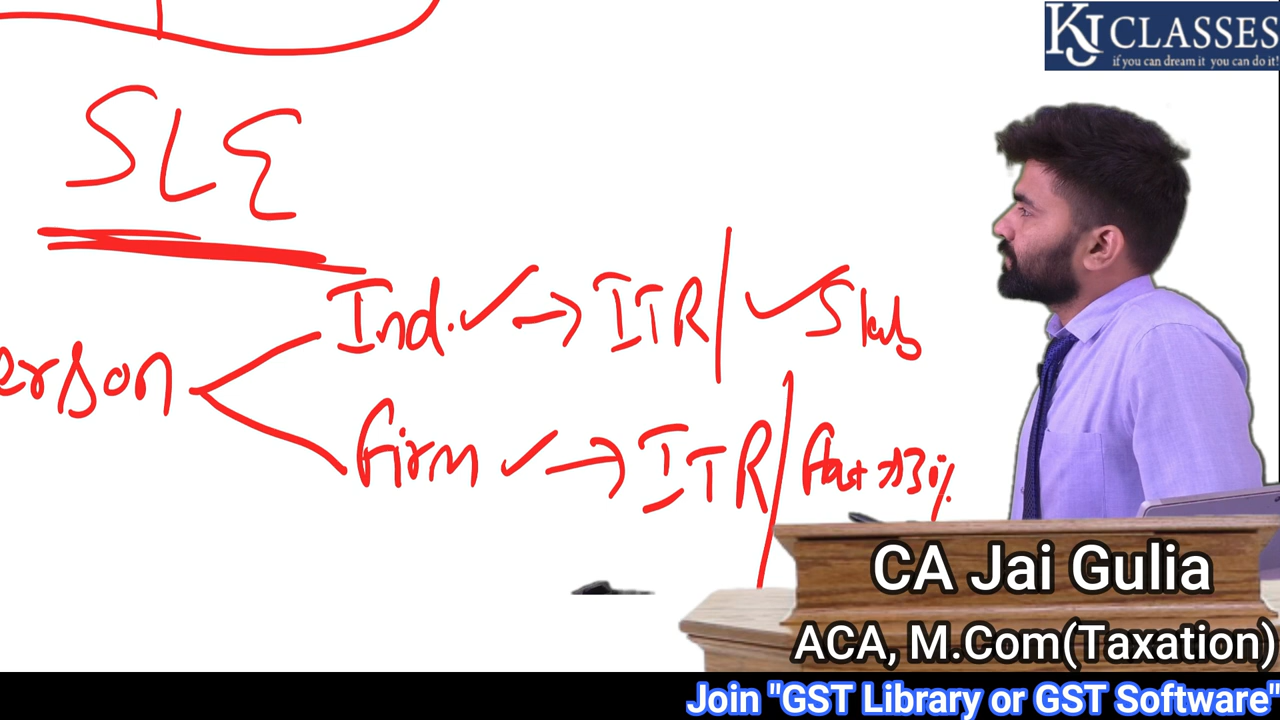 KJ CLASSES
if you can dream it you can do it!
SLE
erson
Ind. → ITR / Slab
firm → ITR / flat → 30%
CA Jai Gulia
ACA, M.Com(Taxation)
Join "GST Library or GST Software"